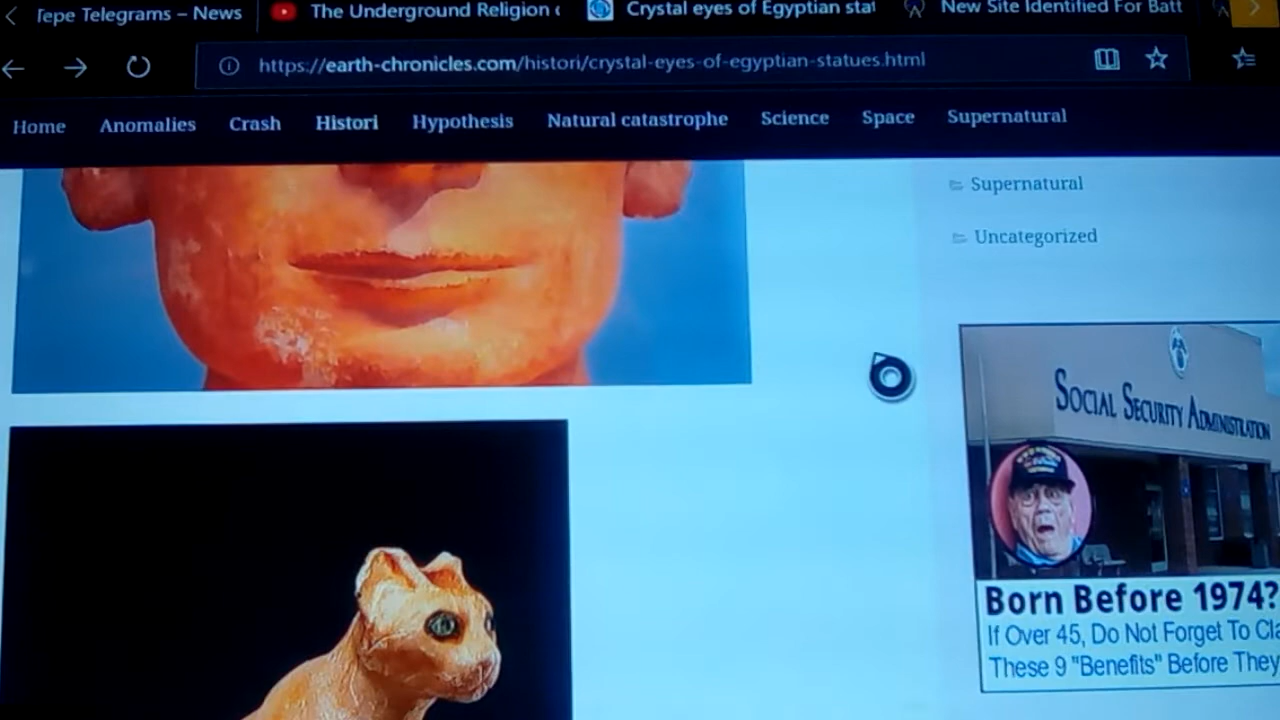 Tepe Telegrams – News
The Underground Religion
Crystal eyes of Egyptian stat
New Site Identified For Batt
https://earth-chronicles.com/histori/crystal-eyes-of-egyptian-statues.html
Home Anomalies Crash Histori Hypothesis Natural catastrophe Science Space Supernatural
Supernatural
Uncategorized
SOCIAL SECURITY ADMINISTRATION
Born Before 1974?
If Over 45, Do Not Forget To Cla
These 9 "Benefits" Before They